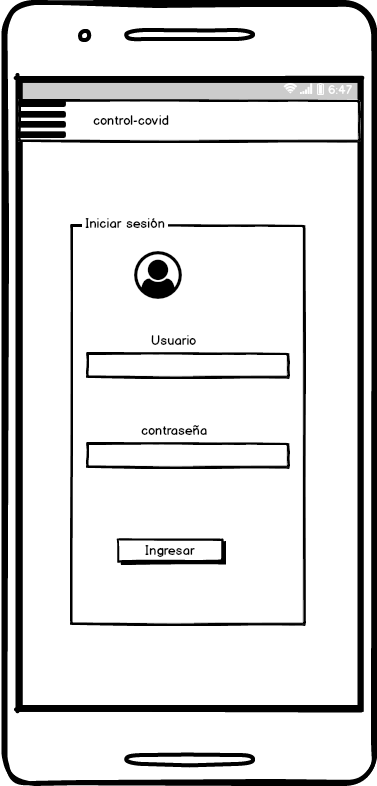 6:47
control-covid
Iniciar sesión
Usuario
contraseña
Ingresar